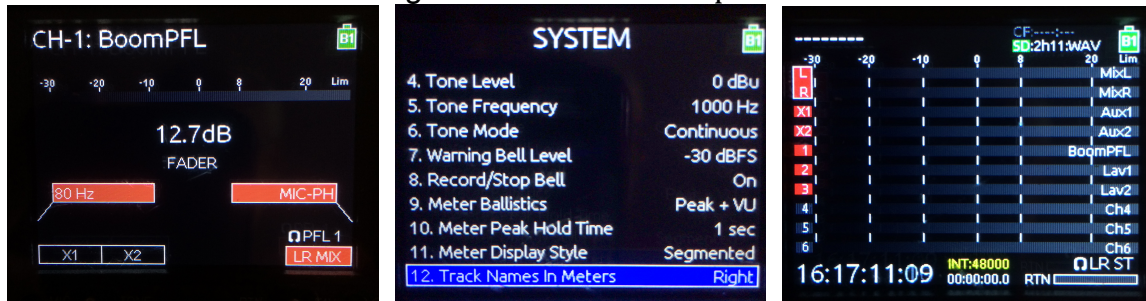 CH-1: BoomPFL B1
-30 -20 -10 0 8 20 Lim
12.7dB
FADER
80 Hz MIC-PH
PFL 1
X1 X2 LR MIX
SYSTEM B1
4. Tone Level 0 dBu
5. Tone Frequency 1000 Hz
6. Tone Mode Continuous
7. Warning Bell Level -30 dBFS
8. Record/Stop Bell On
9. Meter Ballistics Peak + VU
10. Meter Peak Hold Time 1 sec
11. Meter Display Style Segmented
12. Track Names In Meters Right
--------
CF:----:---
SD:2h11:WAV B1
-30 -20 -10 0 8 20 Lim
L MixL
R MixR
X1 Aux1
X2 Aux2
1 BoomPFL
2 Lav1
3 Lav2
4 Ch4
5 Ch5
6 Ch6
16:17:11:09 INT:48000 LR ST
00:00:00.0 RTN